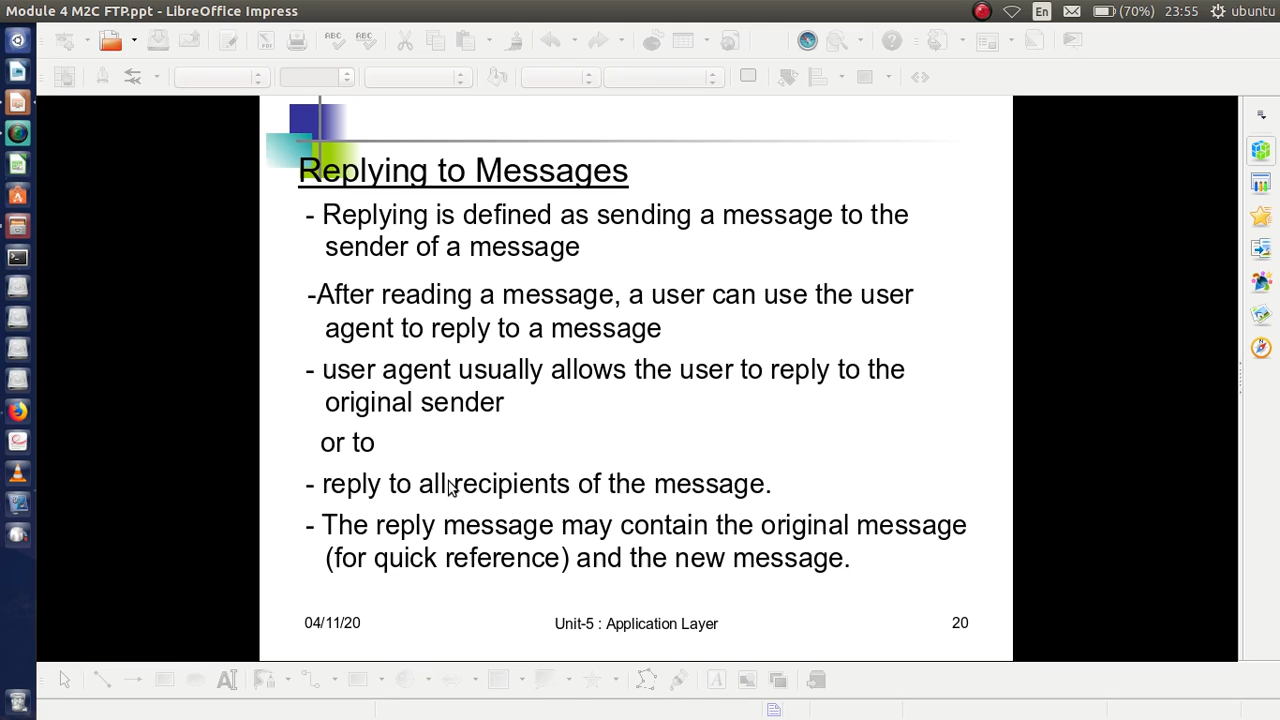 Module 4 M2C FTP.ppt - LibreOffice Impress
En
(70%)
23:55
ubuntu
Replying to Messages
- Replying is defined as sending a message to the
sender of a message
-After reading a message, a user can use the user
agent to reply to a message
- user agent usually allows the user to reply to the
original sender
or to
- reply to all recipients of the message.
- The reply message may contain the original message
(for quick reference) and the new message.
04/11/20
Unit-5 : Application Layer
20